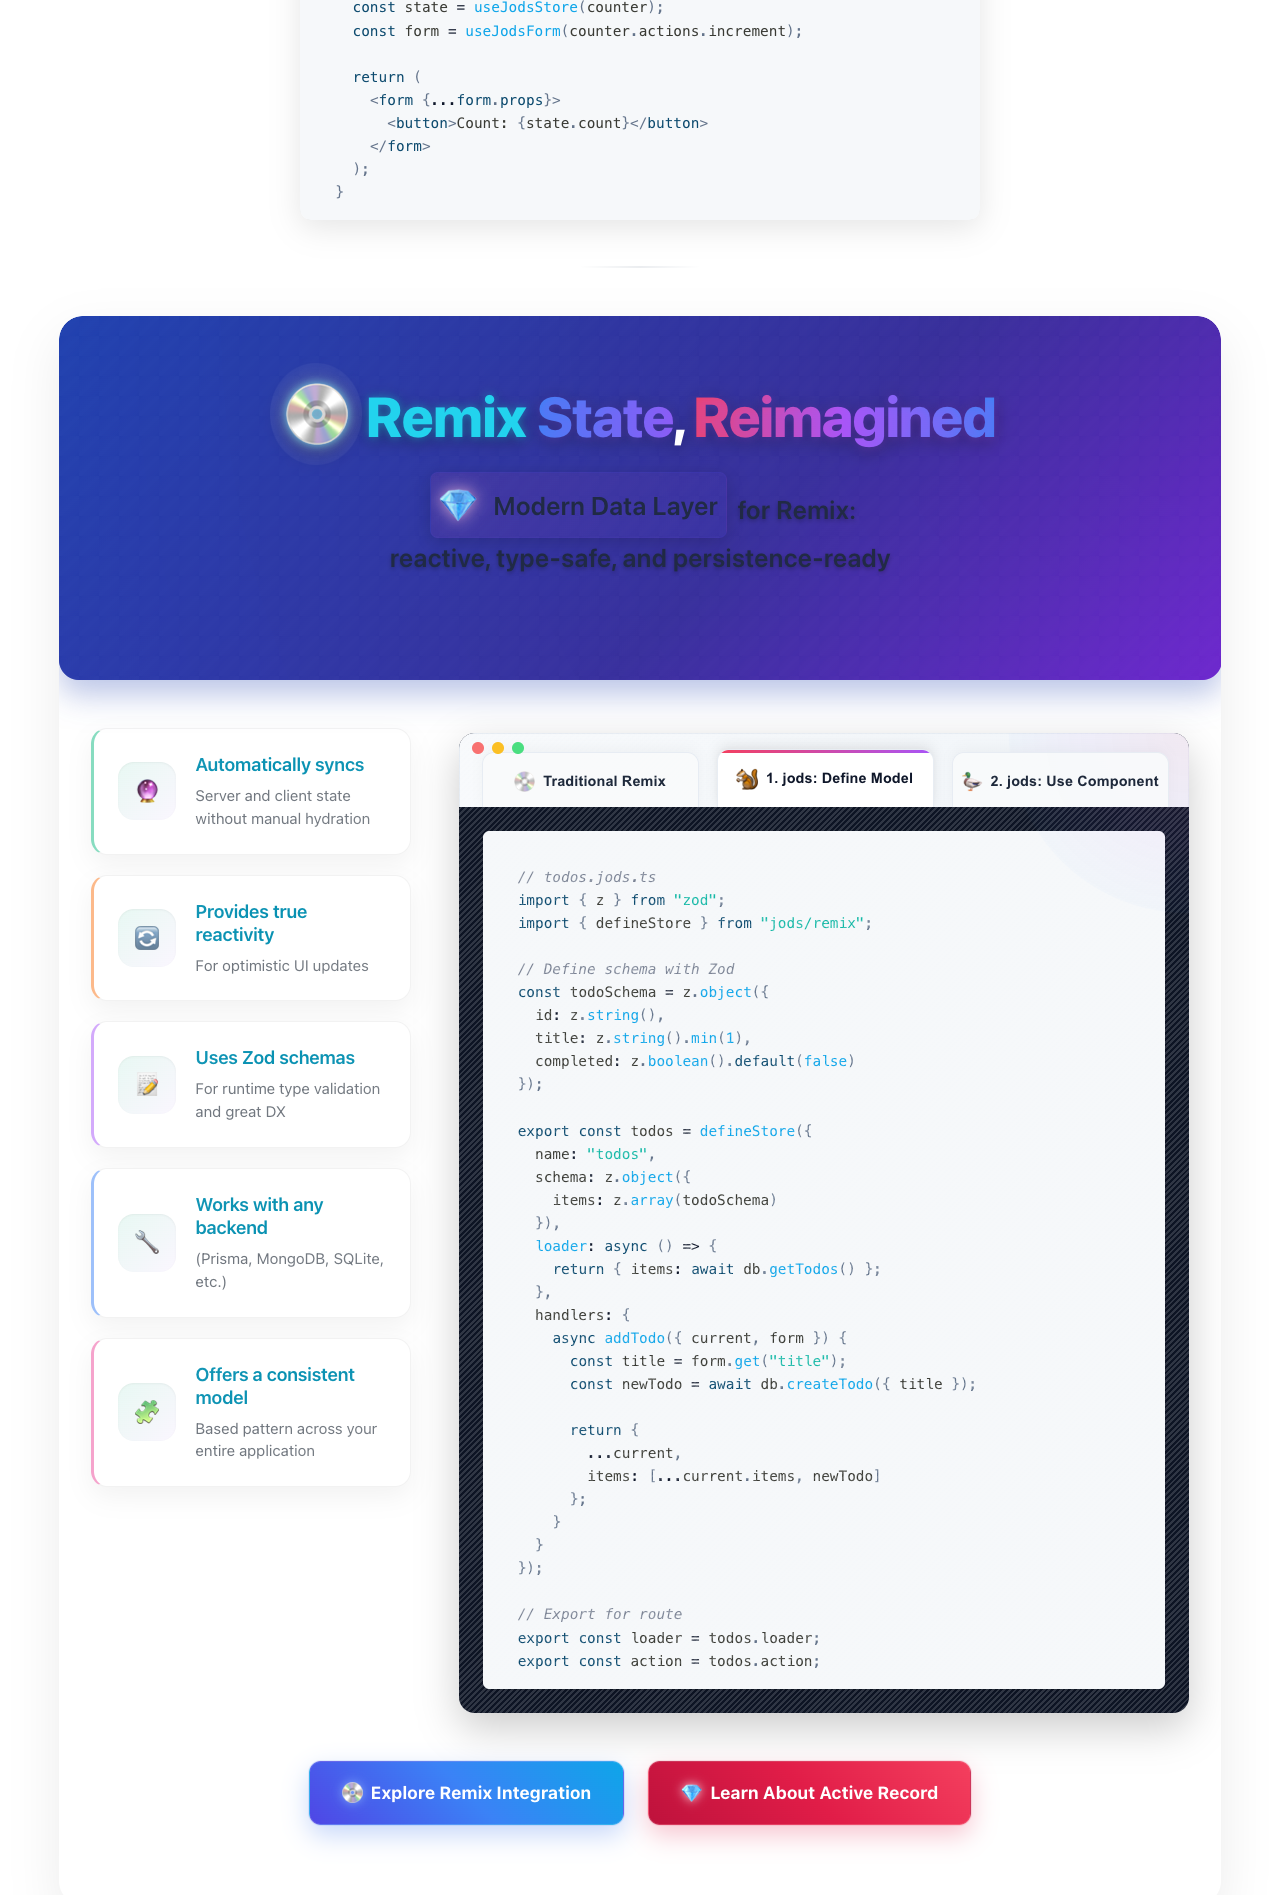 const state = useJodsStore(counter);
const form = useJodsForm(counter.actions.increment);
return (
<form {...form.props}>
<button>Count: {state.count}</button>
</form>
);
}
Remix State, Reimagined
Modern Data Layer for Remix:
reactive, type-safe, and persistence-ready
Automatically syncs
Server and client state
without manual hydration
Provides true
reactivity
For optimistic UI updates
Uses Zod schemas
For runtime type validation
and great DX
Works with any
backend
(Prisma, MongoDB, SQLite,
etc.)
Offers a consistent
model
Based pattern across your
entire application
Traditional Remix
1. jods: Define Model
2. jods: Use Component
// todos.jods.ts
import { z } from "zod";
import { defineStore } from "jods/remix";
// Define schema with Zod
const todoSchema = z.object({
id: z.string(),
title: z.string().min(1),
completed: z.boolean().default(false)
});
export const todos = defineStore({
name: "todos",
schema: z.object({
items: z.array(todoSchema)
}),
loader: async () => {
return { items: await db.getTodos() };
},
handlers: {
async addTodo({ current, form }) {
const title = form.get("title");
const newTodo = await db.createTodo({ title });
return {
...current,
items: [...current.items, newTodo]
};
}
}
});
// Export for route
export const loader = todos.loader;
export const action = todos.action;
Explore Remix Integration
Learn About Active Record